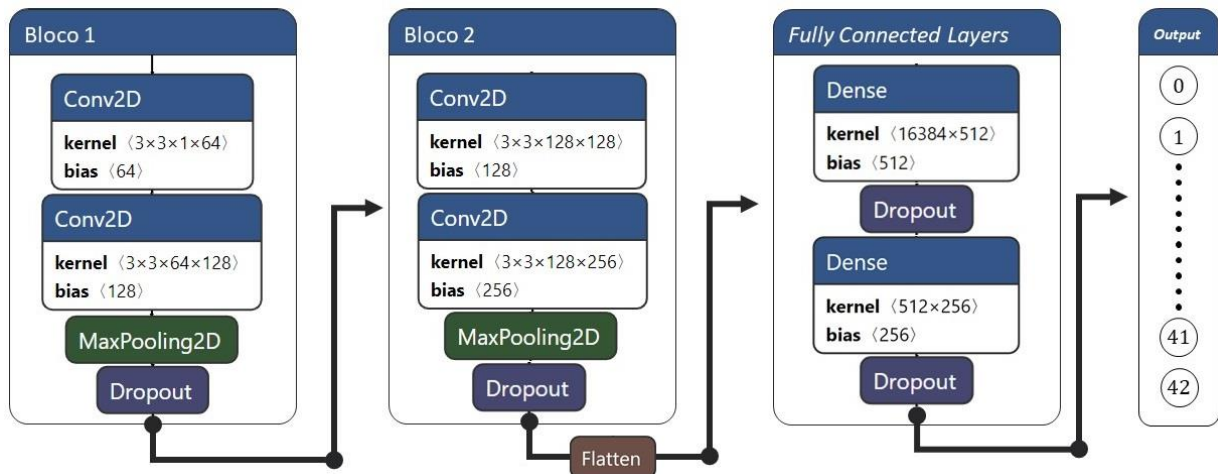 Bloco 1
Conv2D
kernel ⟨3×3×1×64⟩
bias ⟨64⟩
Conv2D
kernel ⟨3×3×64×128⟩
bias ⟨128⟩
MaxPooling2D
Dropout
Bloco 2
Conv2D
kernel ⟨3×3×128×128⟩
bias ⟨128⟩
Conv2D
kernel ⟨3×3×128×256⟩
bias ⟨256⟩
MaxPooling2D
Dropout
Flatten
Fully Connected Layers
Dense
kernel ⟨16384×512⟩
bias ⟨512⟩
Dropout
Dense
kernel ⟨512×256⟩
bias ⟨256⟩
Dropout
Output
0
1
41
42